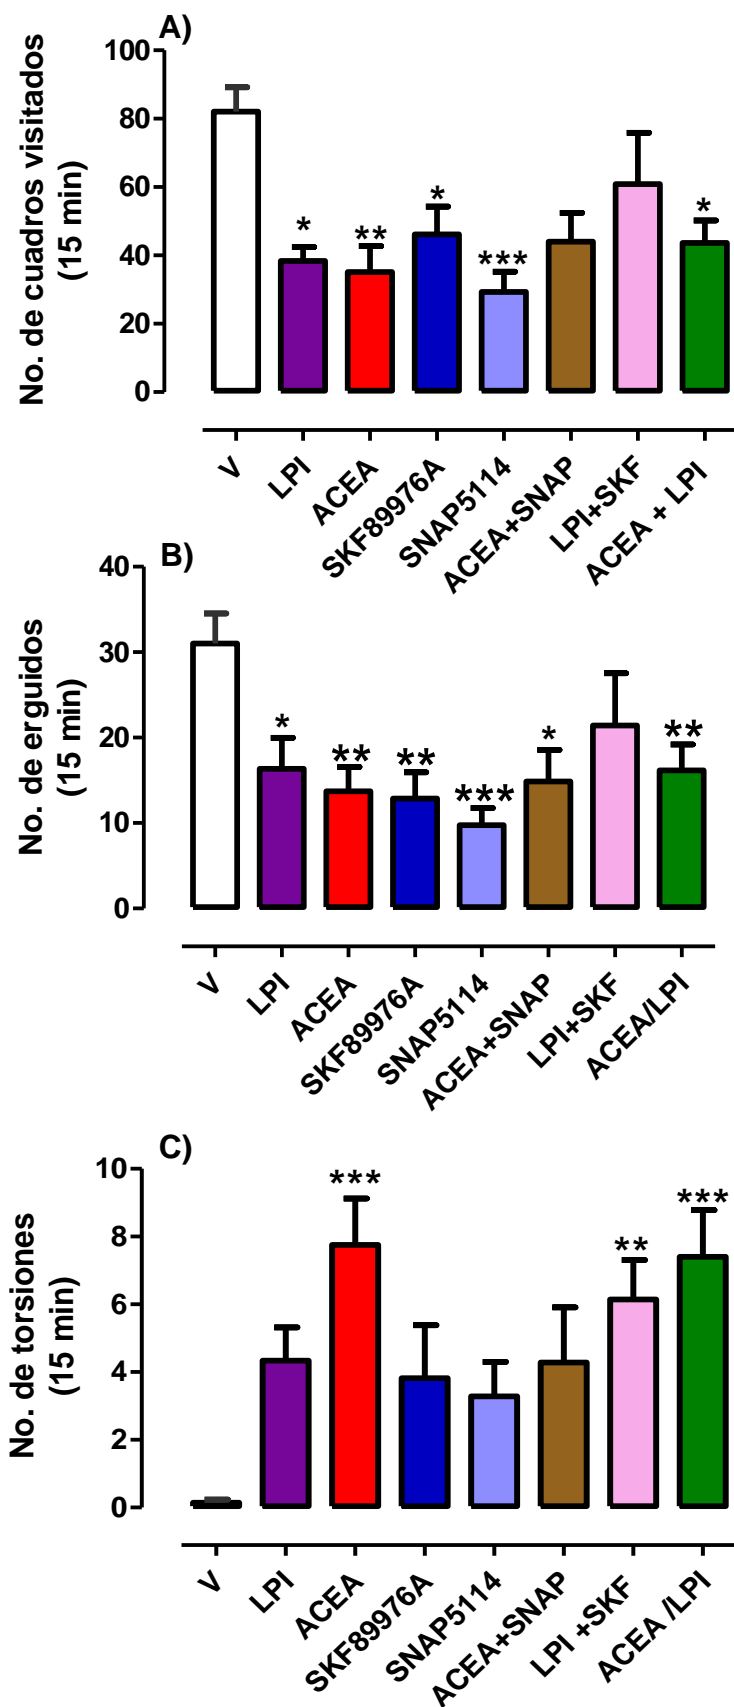 A)
No. de cuadros visitados
(15 min)
100
80
60
40
20
0
*
**
*
***
*
V
LPI
ACEA
SKF89976A
SNAP5114
ACEA+SNAP
LPI+SKF
ACEA + LPI
B)
No. de erguidos
(15 min)
40
30
20
10
0
*
**
**
***
*
**
V
LPI
ACEA
SKF89976A
SNAP5114
ACEA+SNAP
LPI+SKF
ACEA/LPI
C)
No. de torsiones
(15 min)
10
8
6
4
2
0
***
**
***
V
LPI
ACEA
SKF89976A
SNAP5114
ACEA+SNAP
LPI +SKF
ACEA /LPI